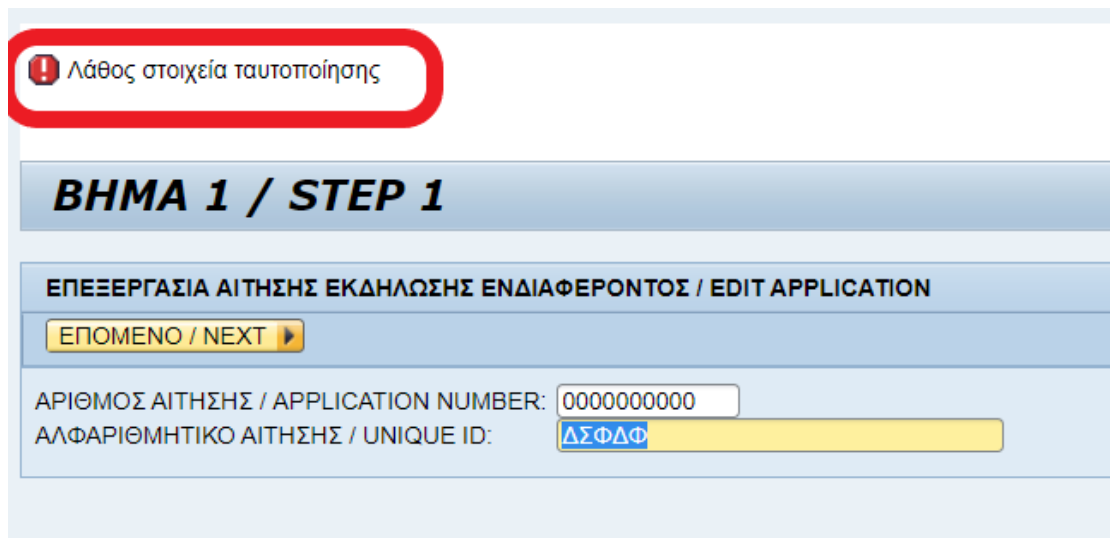 Λάθος στοιχεία ταυτοποίησης
ΒΗΜΑ 1 / STEP 1
ΕΠΕΞΕΡΓΑΣΙΑ ΑΙΤΗΣΗΣ ΕΚΔΗΛΩΣΗΣ ΕΝΔΙΑΦΕΡΟΝΤΟΣ / EDIT APPLICATION
ΕΠΟΜΕΝΟ / NEXT
ΑΡΙΘΜΟΣ ΑΙΤΗΣΗΣ / APPLICATION NUMBER: 0000000000
ΑΛΦΑΡΙΘΜΗΤΙΚΟ ΑΙΤΗΣΗΣ / UNIQUE ID: ΔΣΦΔΦ